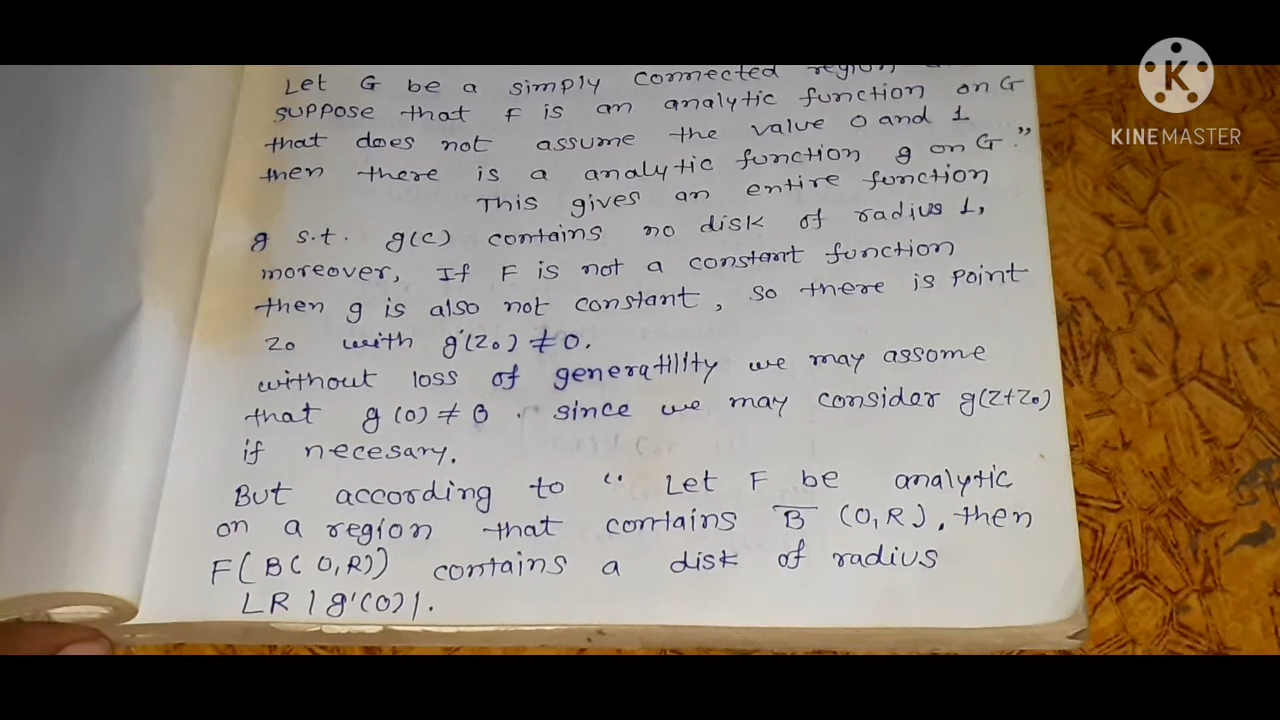 Let G be a simply connected region
suppose that F is an analytic function on G
that does not assume the value 0 and 1
then there is a analytic function g on G."
This gives an entire function
g s.t. g(c) contains no disk of radius 1,
moreover, If F is not a constant function
then g is also not constant, so there is point
z0 with g'(z0) ≠ 0.
without loss of generatility we may assume
that g(0) ≠ 0. since we may consider g(z+z0)
if necesary.
But according to " Let F be analytic
on a region that contains B̅ (0,R), then
F(B(0,R)) contains a disk of radius
LR |g'(0)|.
K
KINEMASTER